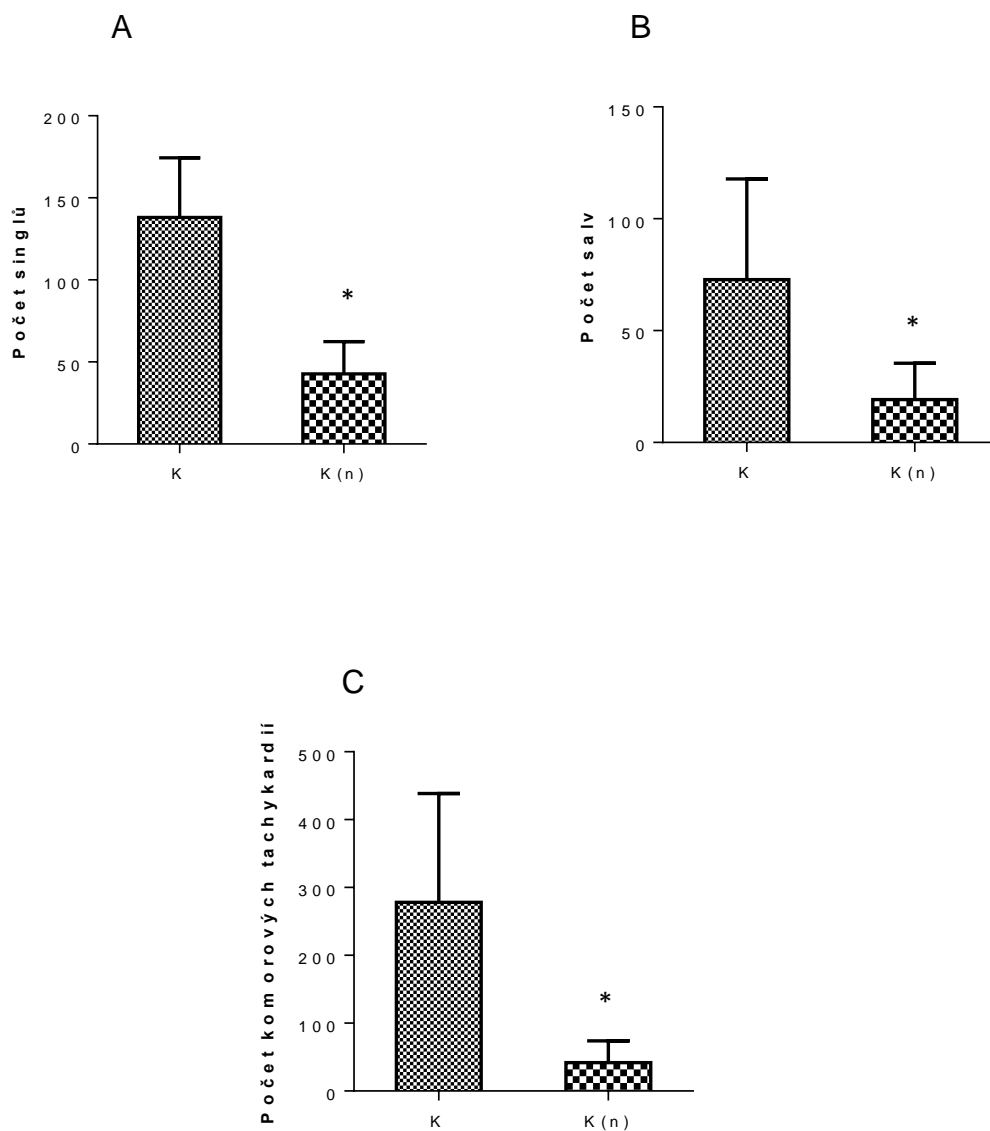 A
Počet singlů
200
150
100
50
0
*
K
K(n)
B
Počet salv
150
100
50
0
*
K
K(n)
C
Počet komorových tachykardií
500
400
300
200
100
0
*
K
K(n)